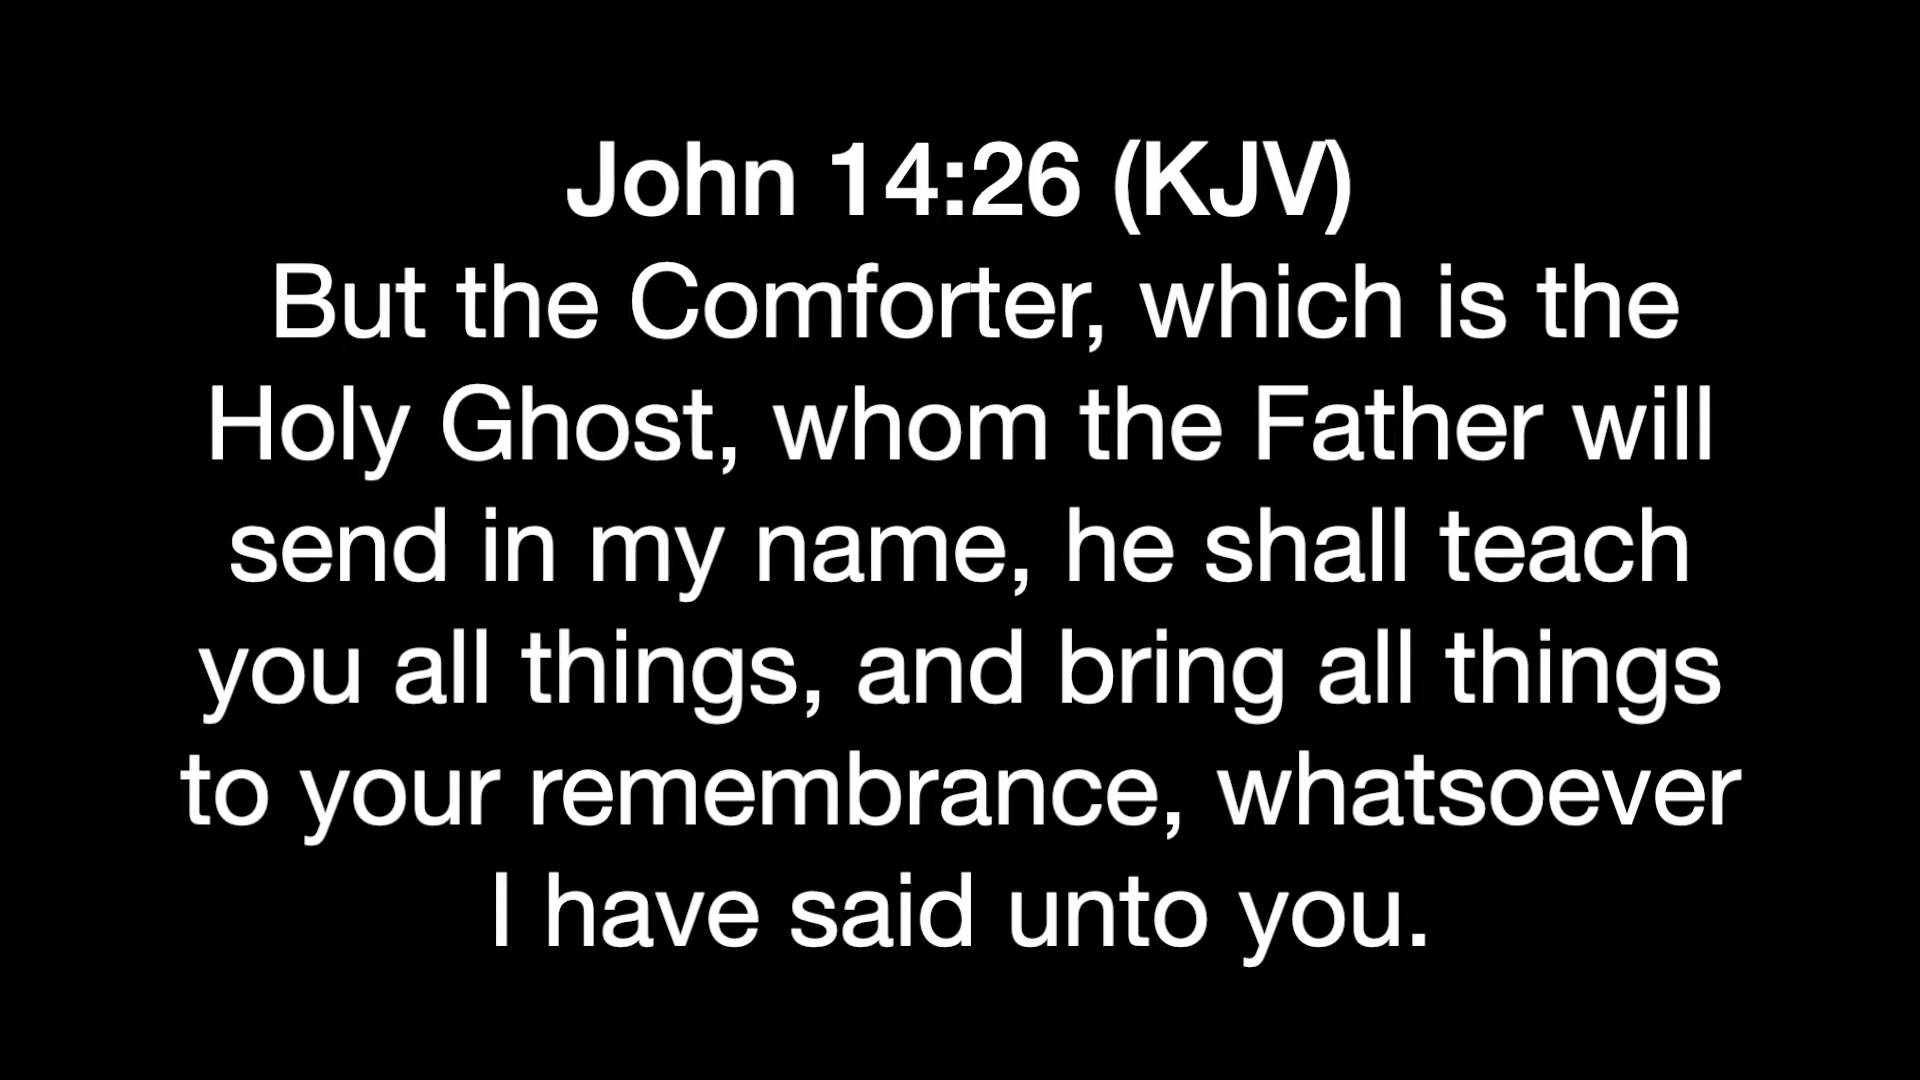 John 14:26 (KJV)
But the Comforter, which is the
Holy Ghost, whom the Father will
send in my name, he shall teach
you all things, and bring all things
to your remembrance, whatsoever
I have said unto you.